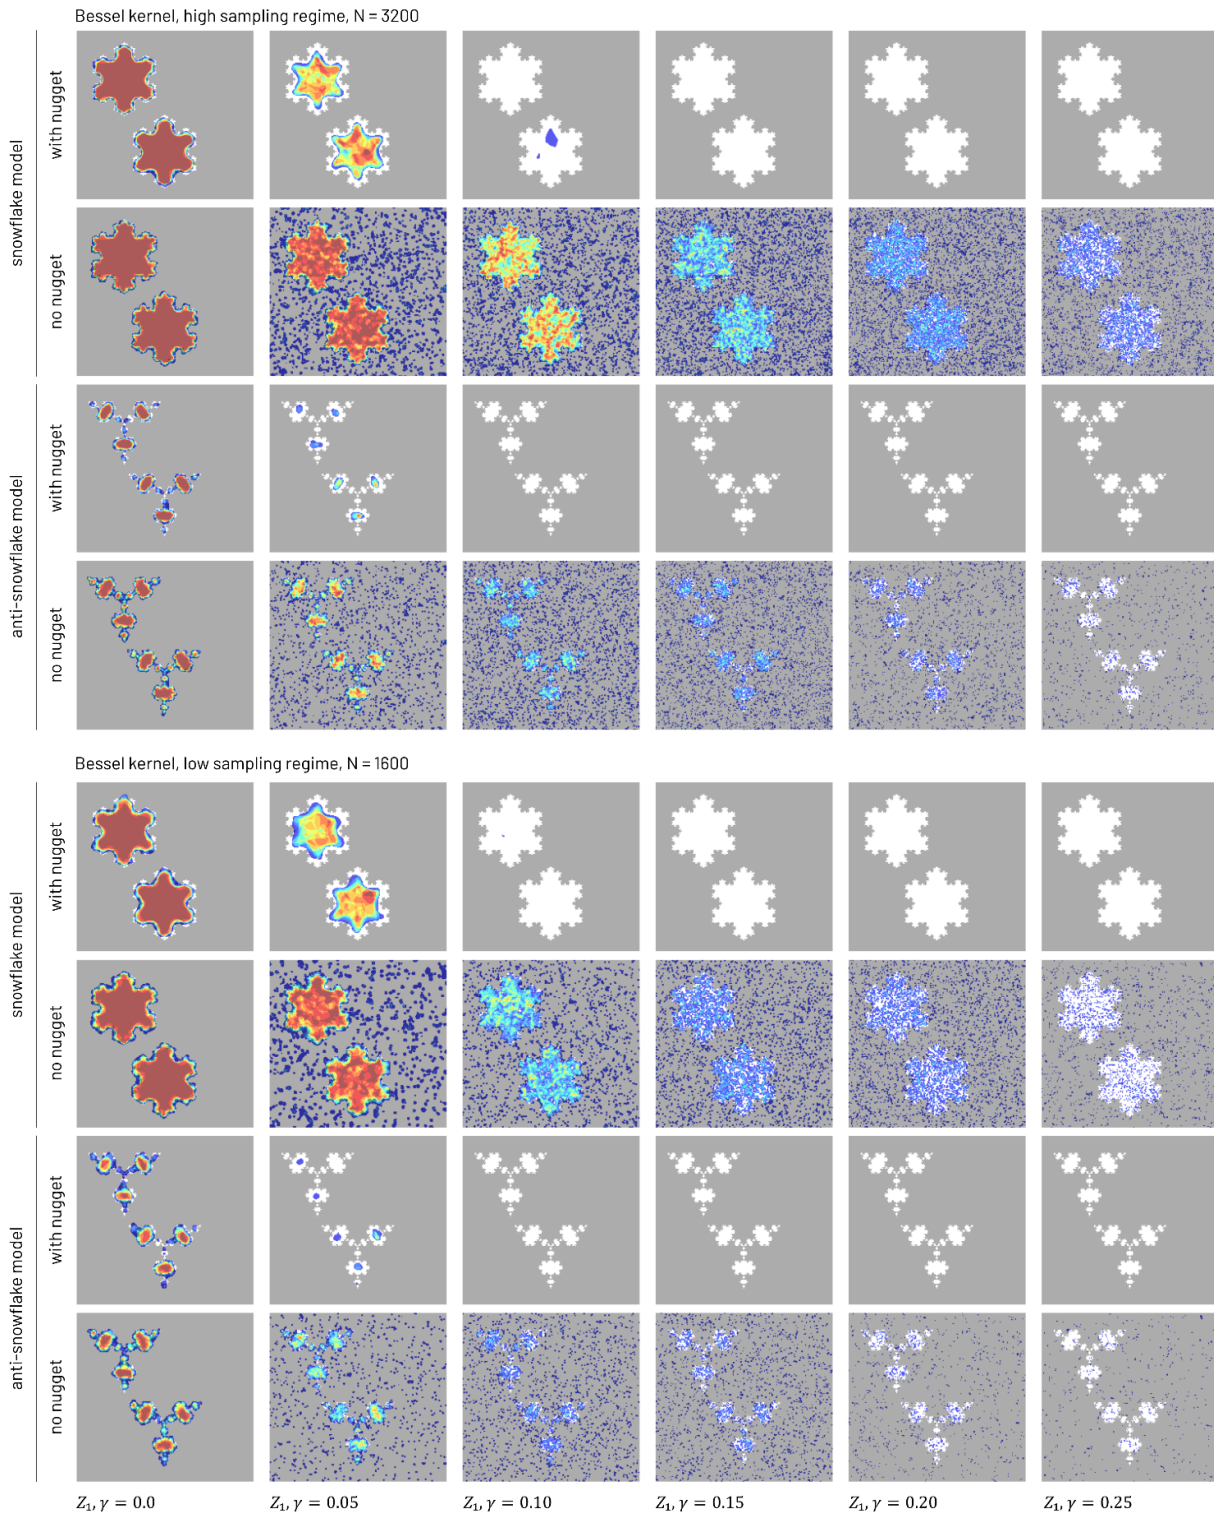 Bessel kernel, high sampling regime, N = 3200
snowflake model
with nugget
no nugget
anti-snowflake model
with nugget
no nugget
Bessel kernel, low sampling regime, N = 1600
snowflake model
with nugget
no nugget
anti-snowflake model
with nugget
no nugget
Z₁, γ = 0.0
Z₁, γ = 0.05
Z₁, γ = 0.10
Z₁, γ = 0.15
Z₁, γ = 0.20
Z₁, γ = 0.25